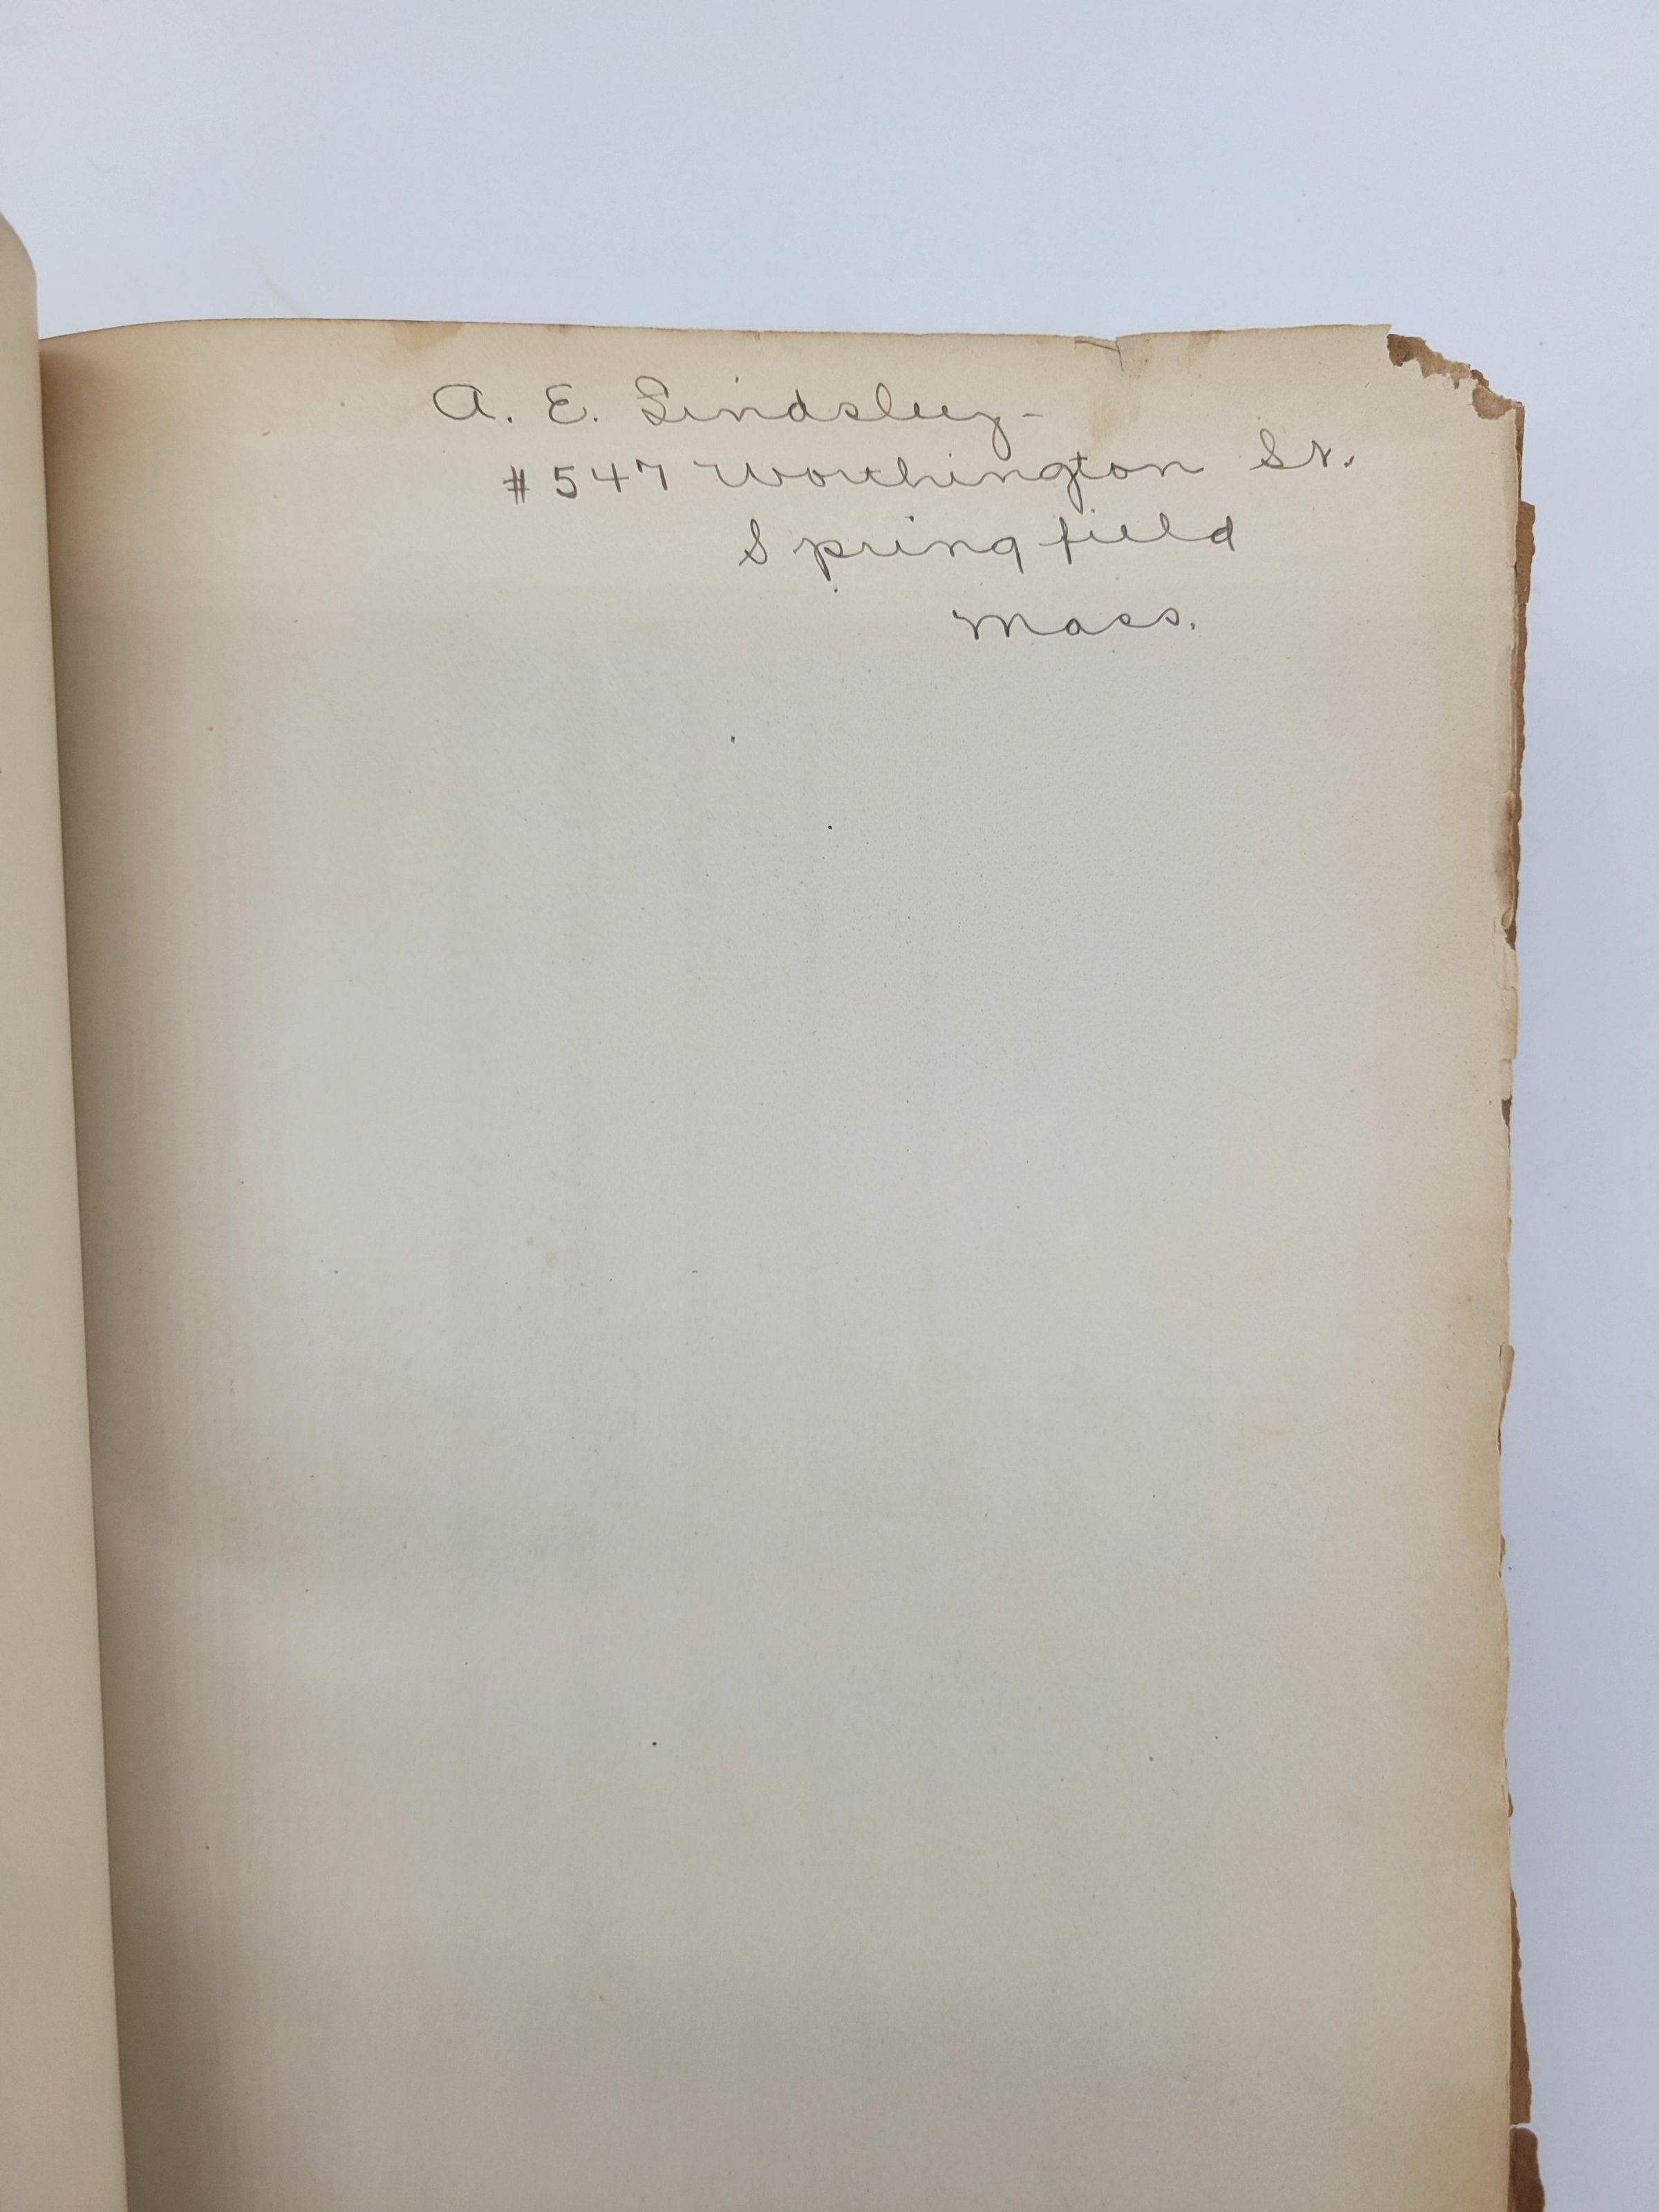 A. E. Lindsley-
#547 Worthington St.
Springfield
Mass.